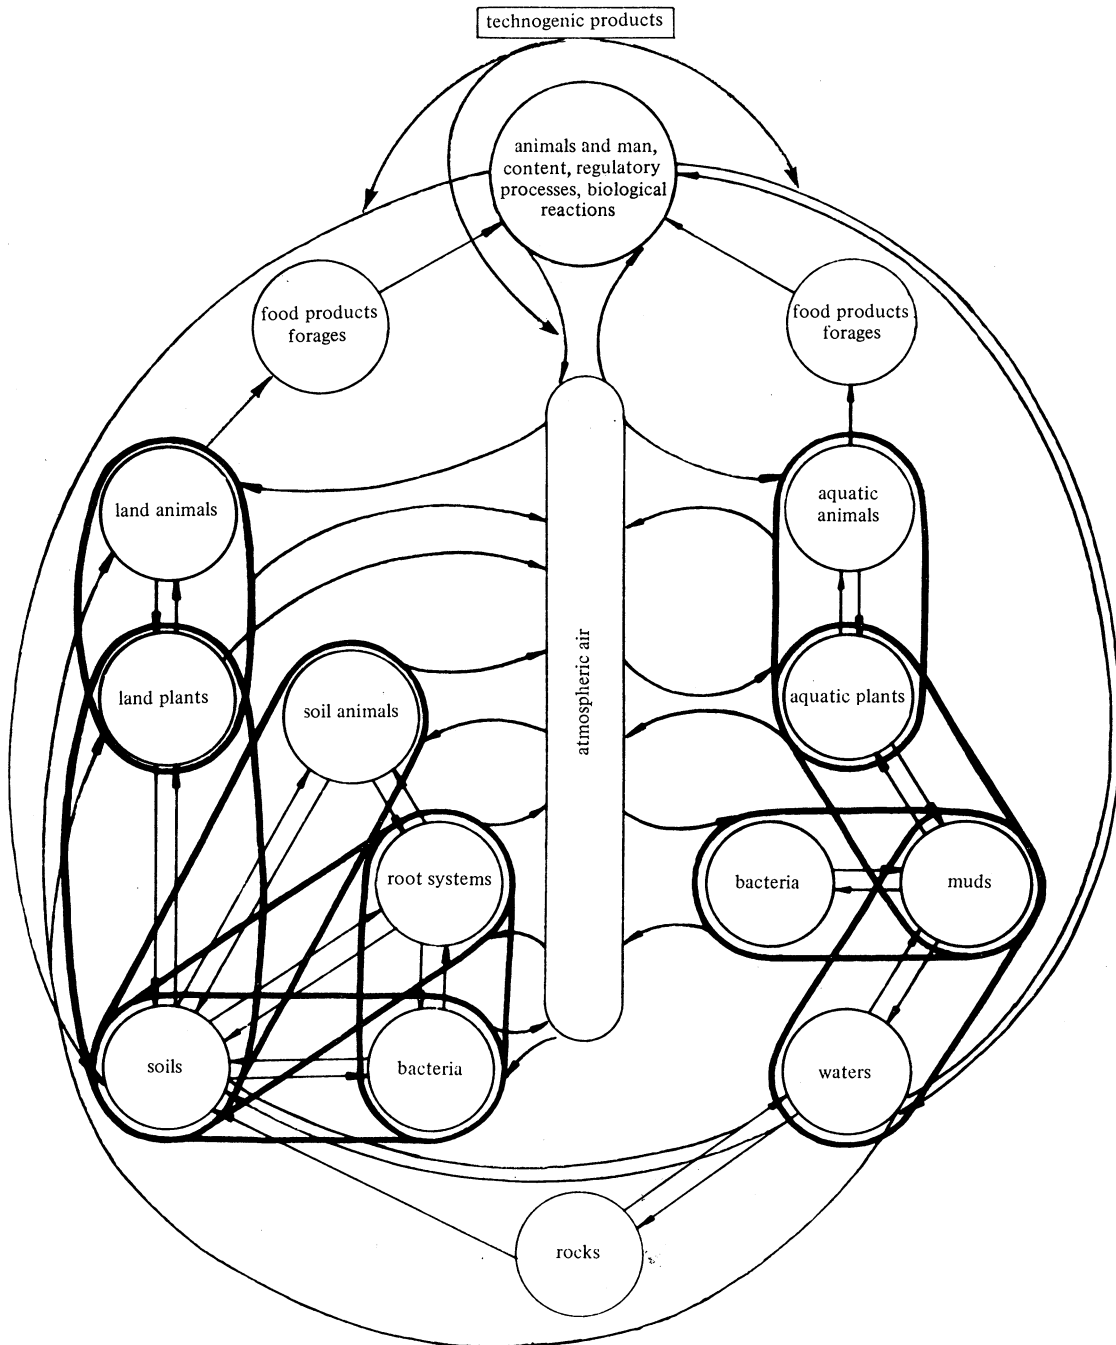 technogenic products
animals and man,
content, regulatory
processes, biological
reactions
food products
forages
food products
forages
land animals
aquatic
animals
land plants
soil animals
atmospheric air
aquatic plants
root systems
bacteria
muds
soils
bacteria
waters
rocks